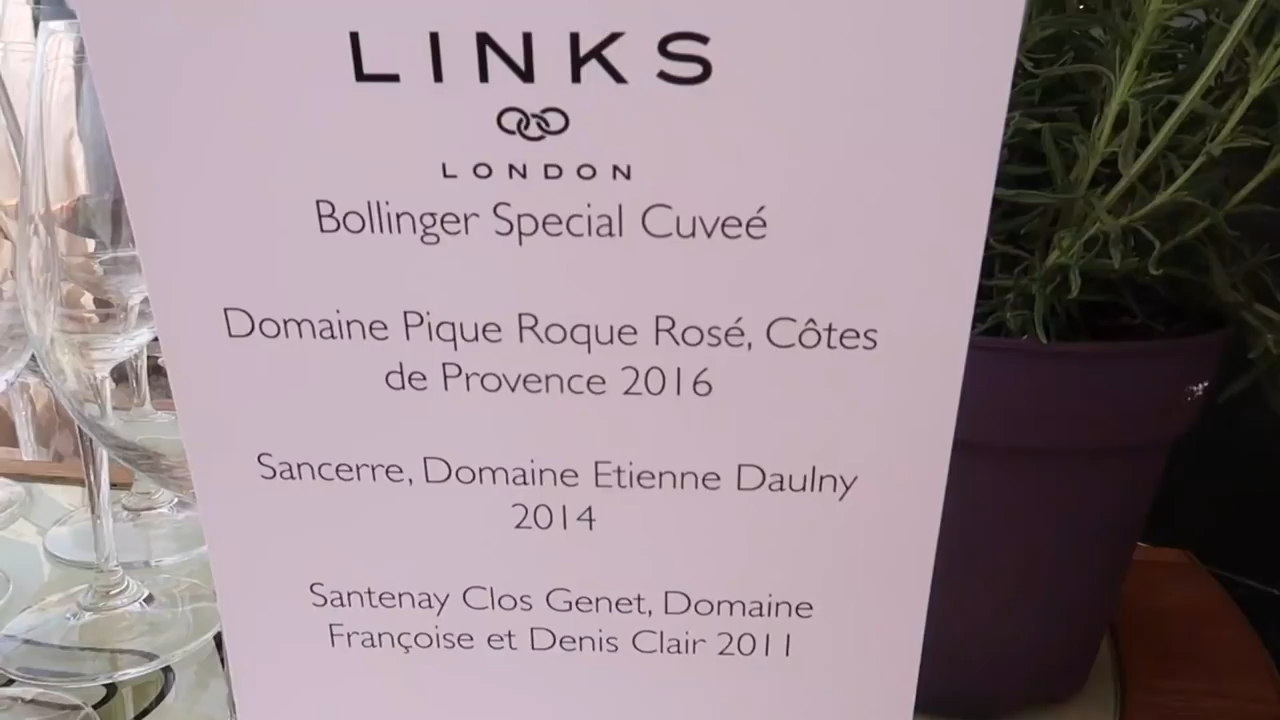 LINKS
LONDON
Bollinger Special Cuveé
Domaine Pique Roque Rosé, Côtes
de Provence 2016
Sancerre, Domaine Etienne Daulny
2014
Santenay Clos Genet, Domaine
Françoise et Denis Clair 2011